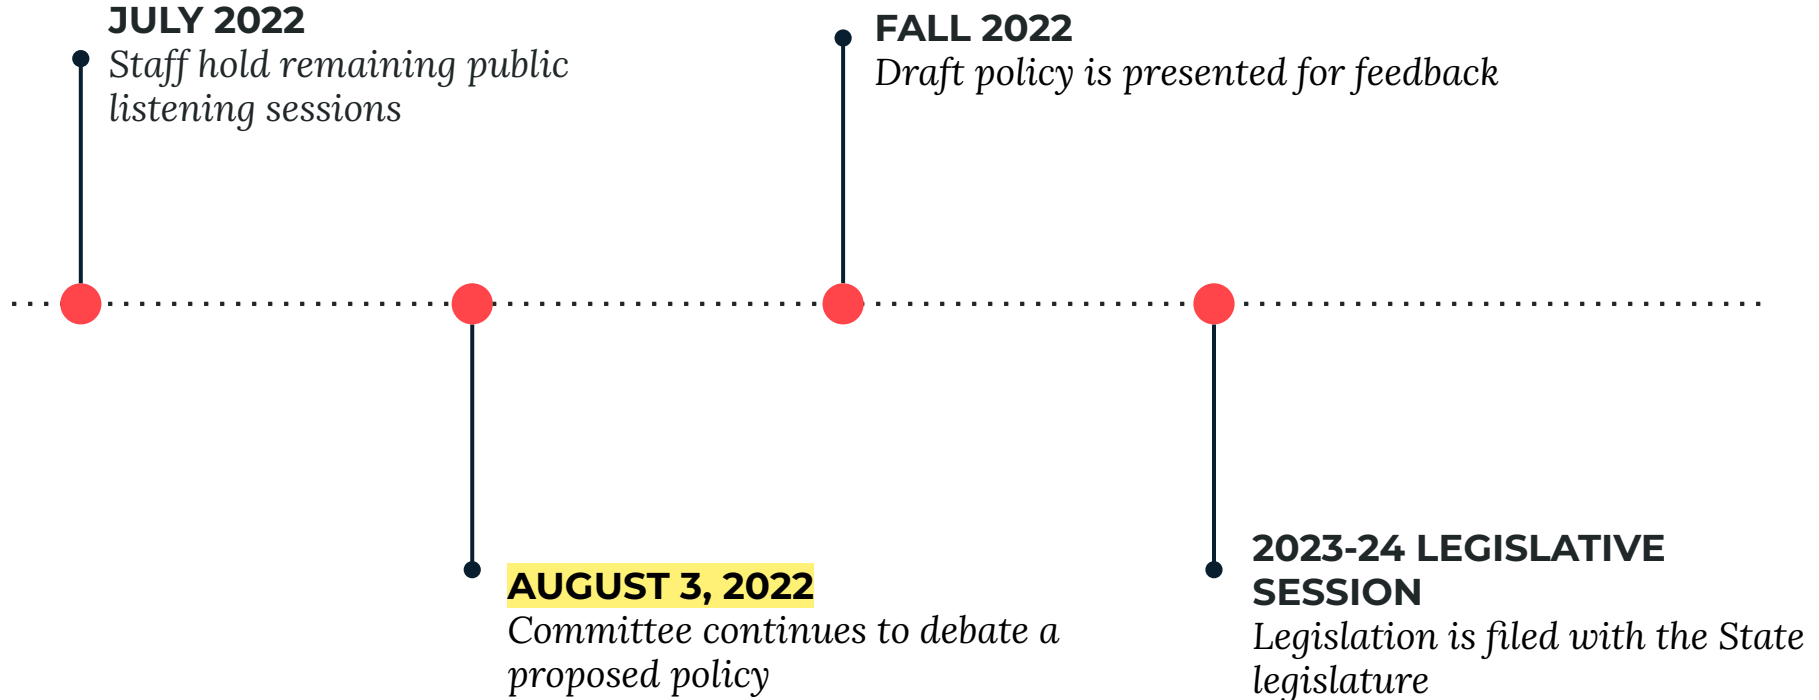 JULY 2022
Staff hold remaining public
listening sessions
AUGUST 3, 2022
Committee continues to debate a
proposed policy
FALL 2022
Draft policy is presented for feedback
2023-24 LEGISLATIVE
SESSION
Legislation is filed with the State
legislature